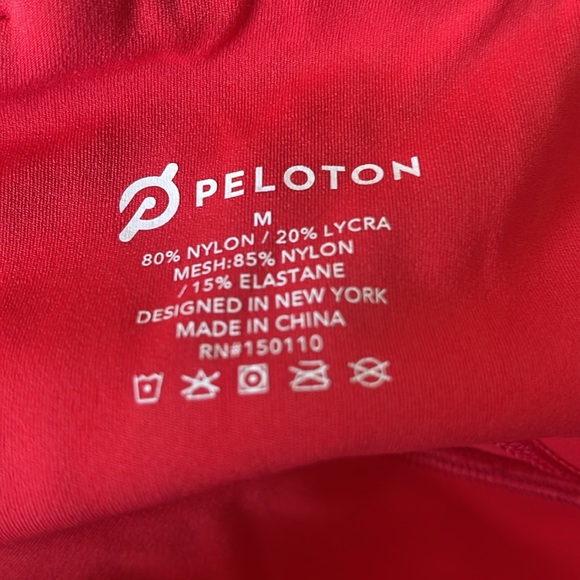 PELOTON
M
80% NYLON / 20% LYCRA
MESH:85% NYLON
/ 15% ELASTANE
DESIGNED IN NEW YORK
MADE IN CHINA
RN#150110